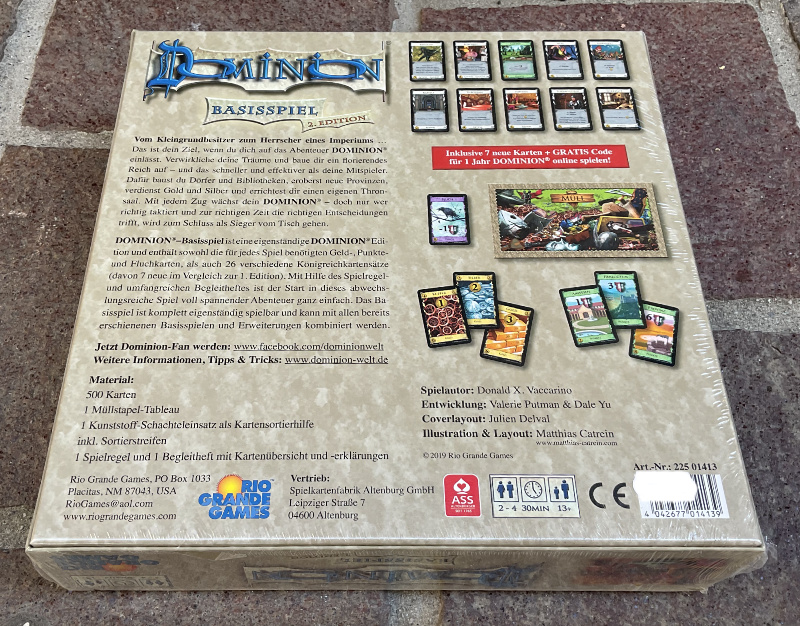 DOMINION
BASISSPIEL
2. EDITION
Vom Kleingrundbesitzer zum Herrscher eines Imperiums ...
Das ist dein Ziel, wenn du dich auf das Abenteuer DOMINION®
einlässt. Verwirkliche deine Träume und baue dir ein florierendes
Reich auf – und das schneller und effektiver als deine Mitspieler.
Dafür baust du Dörfer und Bibliotheken, eroberst neue Provinzen,
verdienst Gold und Silber und errichtest dir einen eigenen Thron-
saal. Mit jedem Zug wächst dein DOMINION® – doch nur wer
richtig taktiert und zur richtigen Zeit die richtigen Entscheidungen
trifft, wird zum Schluss als Sieger vom Tisch gehen.
DOMINION®–Basisspiel ist eine eigenständige DOMINION® Edi-
tion und enthält sowohl die für jedes Spiel benötigten Geld-, Punkte-
und Fluchkarten, als auch 26 verschiedene Königreichkartensätze
(davon 7 neue im Vergleich zur 1. Edition). Mit Hilfe des Spielregel-
und umfangreichen Begleitheftes ist der Start in dieses abwechs-
lungsreiche Spiel voll spannender Abenteuer ganz einfach. Das Ba-
sisspiel ist komplett eigenständig spielbar und kann mit allen bereits
erschienenen Basisspielen und Erweiterungen kombiniert werden.
Jetzt Dominion-Fan werden: www.facebook.com/dominionwelt
Weitere Informationen, Tipps & Tricks: www.dominion-welt.de
Material:
500 Karten
1 Müllstapel-Tableau
1 Kunststoff-Schachteleinsatz als Kartensortierhilfe
inkl. Sortierstreifen
1 Spielregel und 1 Begleitheft mit Kartenübersicht und -erklärungen
Inklusive 7 neue Karten + GRATIS Code
für 1 Jahr DOMINION® online spielen!
-1
MÜLL
1
2
3
1
3
6
Spielautor: Donald X. Vaccarino
Entwicklung: Valerie Putman & Dale Yu
Coverlayout: Julien Delval
Illustration & Layout: Matthias Catrein
www.matthias-catrein.com
© 2019 Rio Grande Games
Art.-Nr.: 225 01413
Rio Grande Games, PO Box 1033
Placitas, NM 87043, USA
RioGames@aol.com
www.riograndegames.com
RIO
GRANDE
GAMES
Vertrieb:
Spielkartenfabrik Altenburg GmbH
Leipziger Straße 7
04600 Altenburg
ASS
ALTENBURGER
2 - 4
30MIN
13+
CE
4 042677 014139
BASISSPIEL